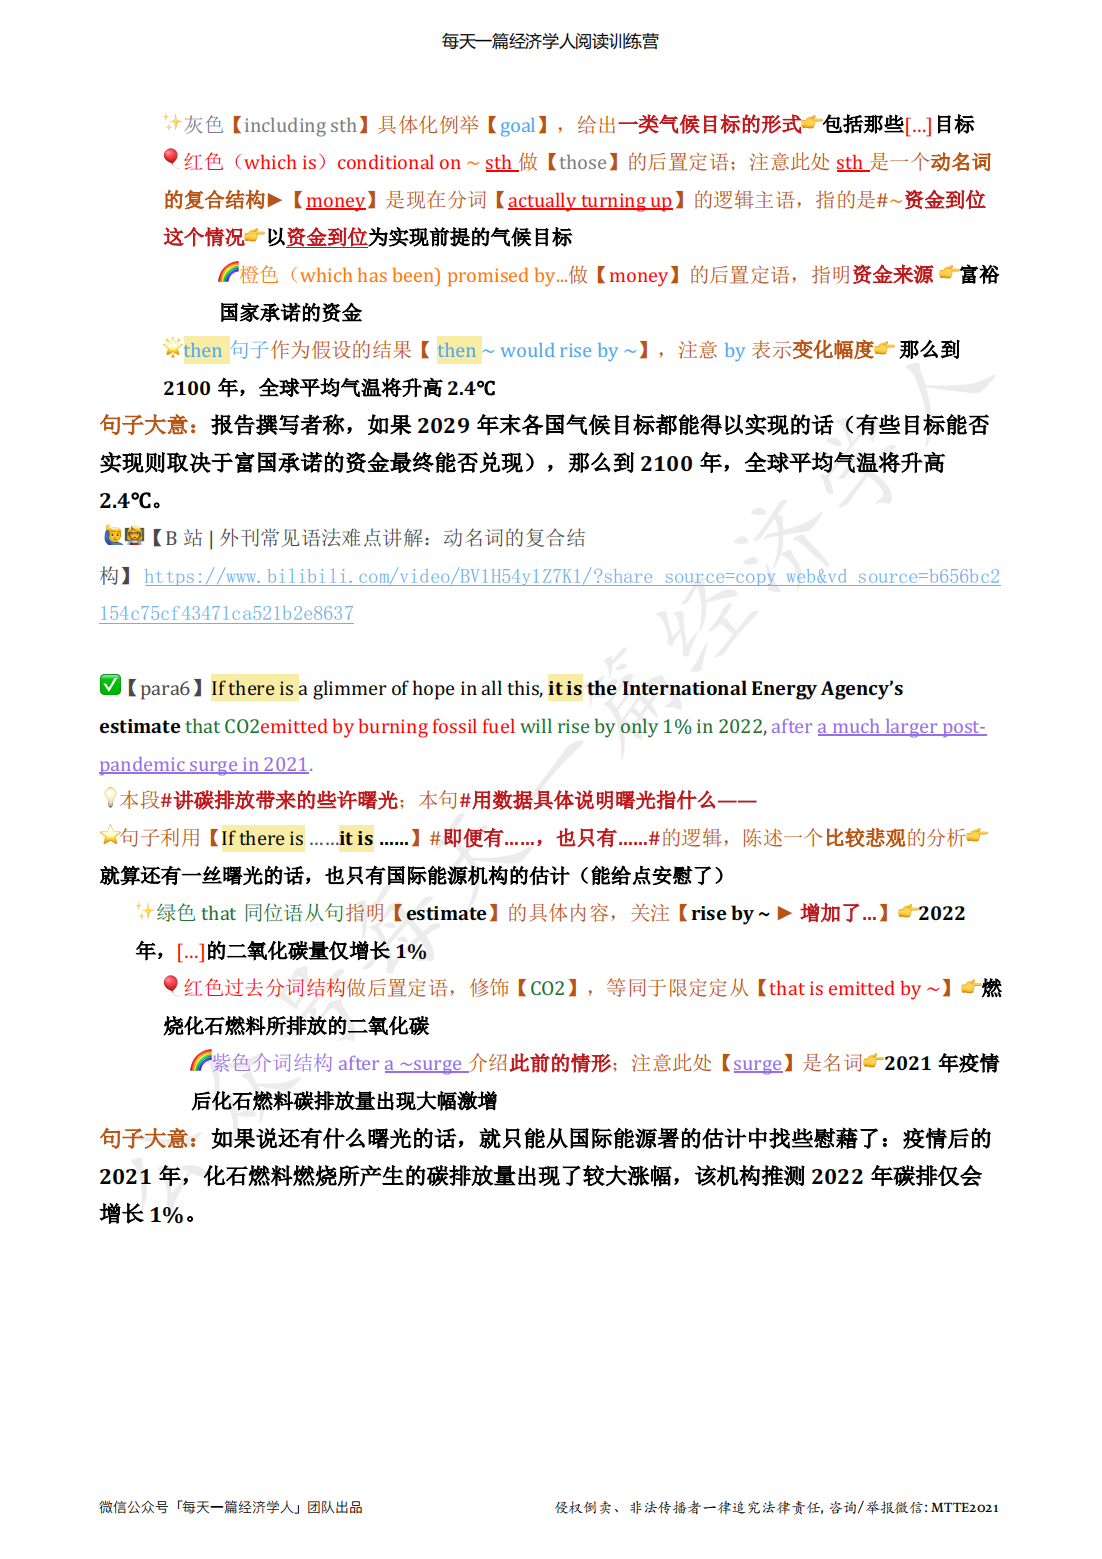 每天一篇经济学人阅读训练营
✨灰色【including sth】具体化例举【goal】，给出一类气候目标的形式👉包括那些[...]目标
🎈红色（which is）conditional on ~ sth 做【those】的后置定语；注意此处 sth 是一个动名词
的复合结构►【money】是现在分词【actually turning up】的逻辑主语，指的是#~资金到位
这个情况👉以资金到位为实现前提的气候目标
🌈橙色（which has been) promised by...做【money】的后置定语，指明资金来源 👉富裕
国家承诺的资金
🌟then 句子作为假设的结果【 then ~ would rise by ~】，注意 by 表示变化幅度👉 那么到
2100 年，全球平均气温将升高 2.4℃
句子大意：报告撰写者称，如果 2029 年末各国气候目标都能得以实现的话（有些目标能否
实现则取决于富国承诺的资金最终能否兑现），那么到 2100 年，全球平均气温将升高
2.4℃。
🙋‍♂️🙆【B 站 | 外刊常见语法难点讲解：动名词的复合结
构】https://www.bilibili.com/video/BV1H54y1Z7K1/?share_source=copy_web&vd_source=b656bc2
154c75cf43471ca521b2e8637
✅【para6】If there is a glimmer of hope in all this, it is the International Energy Agency’s
estimate that CO2emitted by burning fossil fuel will rise by only 1% in 2022, after a much larger post-
pandemic surge in 2021.
💡本段#讲碳排放带来的些许曙光；本句#用数据具体说明曙光指什么——
⭐句子利用【If there is ......it is ......】#即便有……，也只有……#的逻辑，陈述一个比较悲观的分析👉
就算还有一丝曙光的话，也只有国际能源机构的估计（能给点安慰了）
✨绿色 that 同位语从句指明【estimate】的具体内容，关注【rise by ~ ► 增加了...】👉2022
年，[...]的二氧化碳量仅增长 1%
🎈红色过去分词结构做后置定语，修饰【CO2】，等同于限定定从【that is emitted by ~】👉燃
烧化石燃料所排放的二氧化碳
🌈紫色介词结构 after a ~surge 介绍此前的情形；注意此处【surge】是名词👉2021 年疫情
后化石燃料碳排放量出现大幅激增
句子大意：如果说还有什么曙光的话，就只能从国际能源署的估计中找些慰藉了：疫情后的
2021 年，化石燃料燃烧所产生的碳排放量出现了较大涨幅，该机构推测 2022 年碳排仅会
增长 1%。
公众号每天一篇经济学人
微信公众号「每天一篇经济学人」团队出品
侵权倒卖、非法传播者一律追究法律责任, 咨询/举报微信: MTTE2021